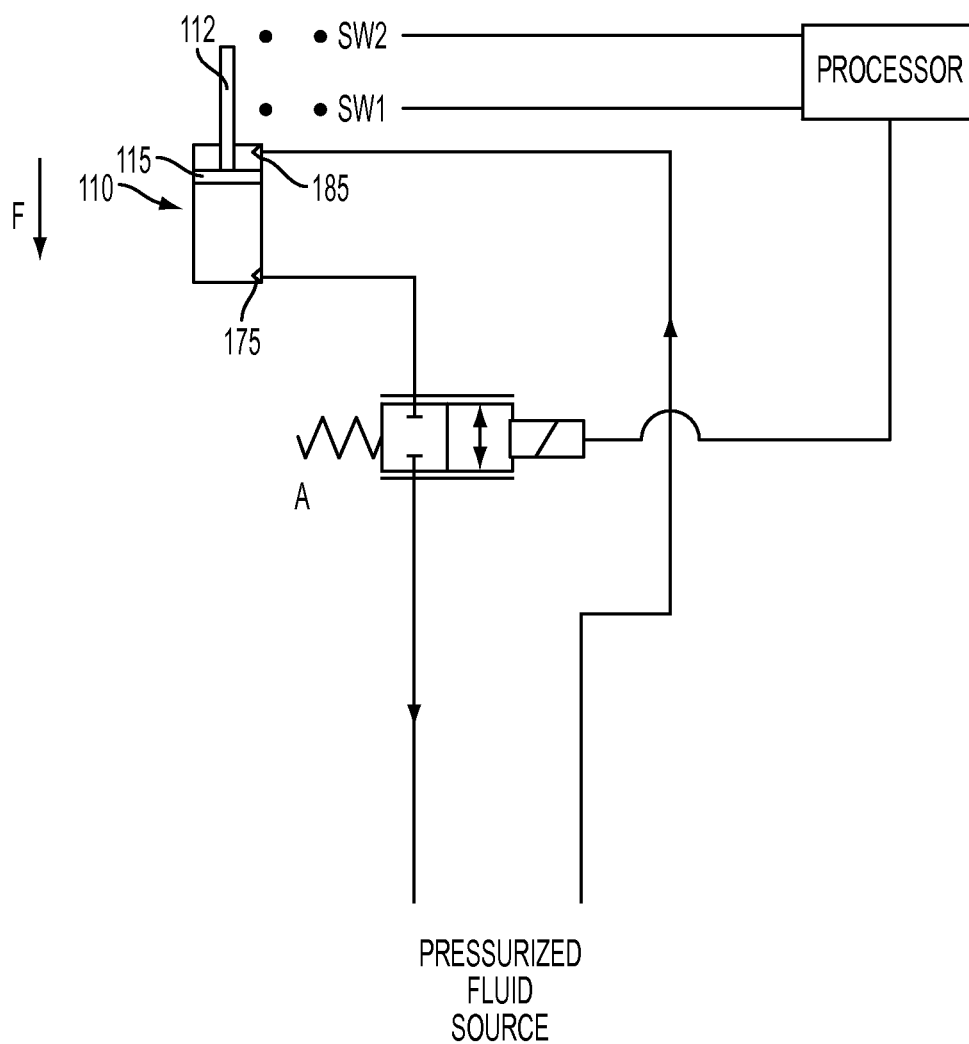 112
SW2
PROCESSOR
SW1
115
110
185
F
175
A
PRESSURIZED
FLUID
SOURCE